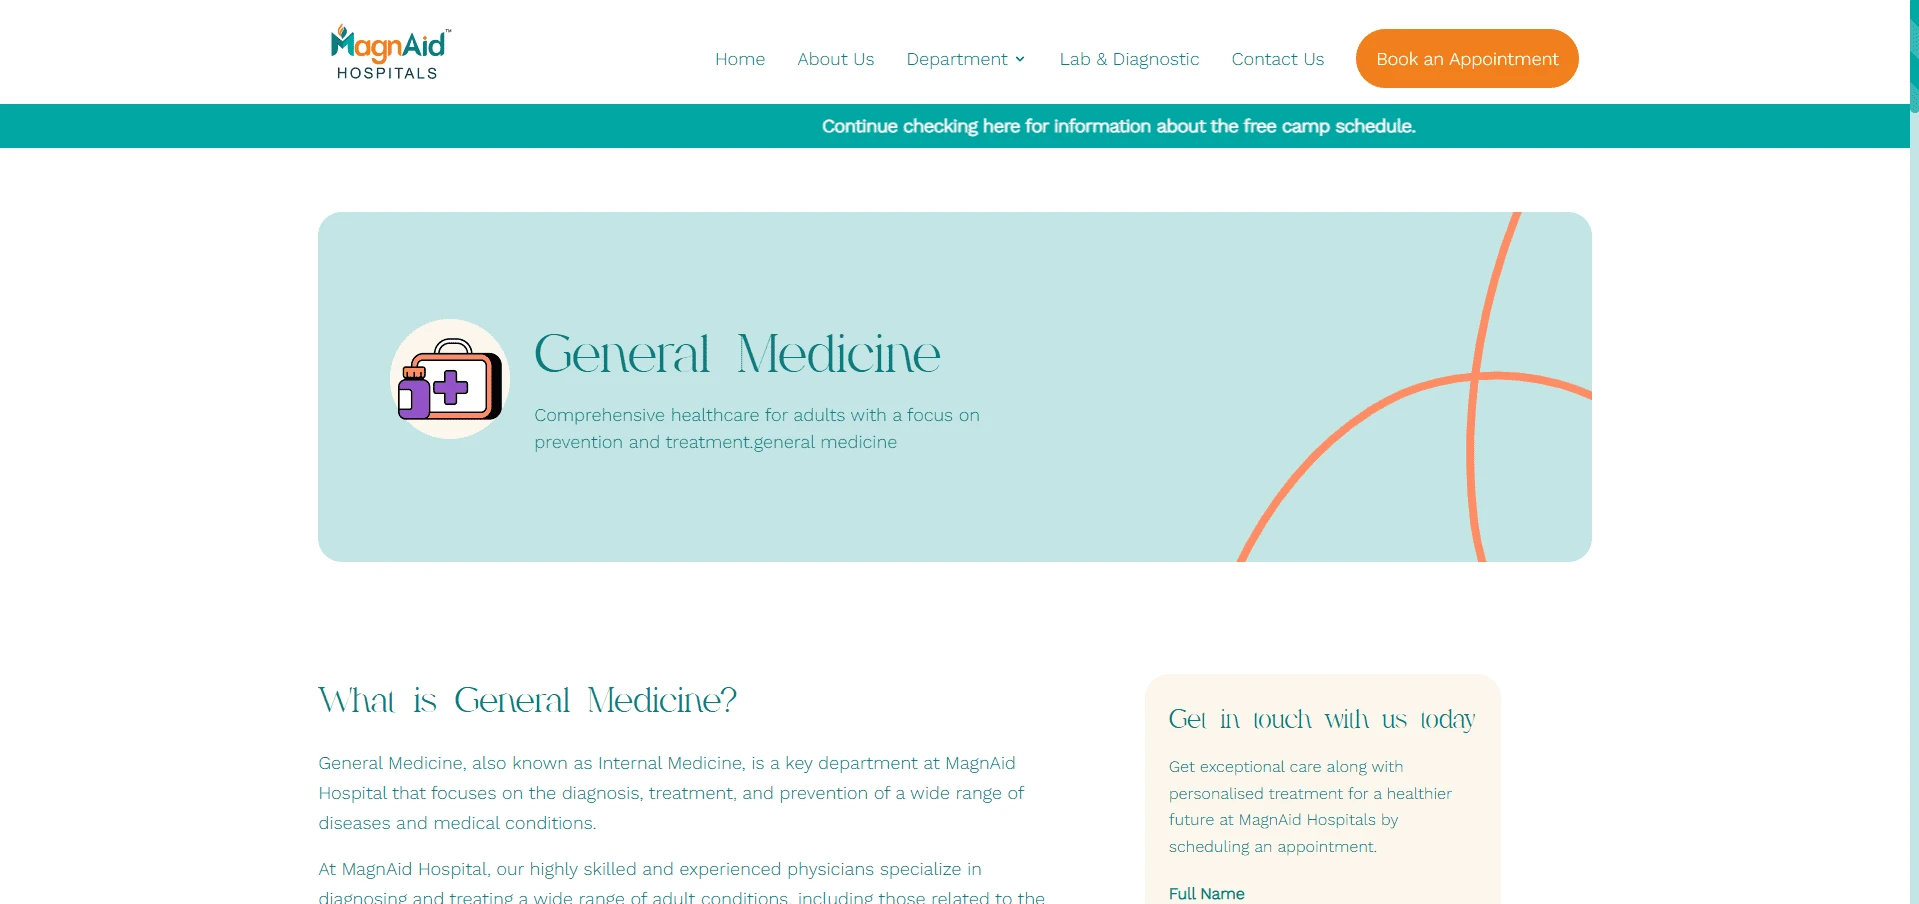 MagnAid™
HOSPITALS
Home
About Us
Department
Lab & Diagnostic
Contact Us
Book an Appointment
Continue checking here for information about the free camp schedule.
General Medicine
Comprehensive healthcare for adults with a focus on
prevention and treatment.general medicine
What is General Medicine?
General Medicine, also known as Internal Medicine, is a key department at MagnAid
Hospital that focuses on the diagnosis, treatment, and prevention of a wide range of
diseases and medical conditions.
At MagnAid Hospital, our highly skilled and experienced physicians specialize in
diagnosing and treating a wide range of adult conditions, including those related to the
Get in touch with us today
Get exceptional care along with
personalised treatment for a healthier
future at MagnAid Hospitals by
scheduling an appointment.
Full Name